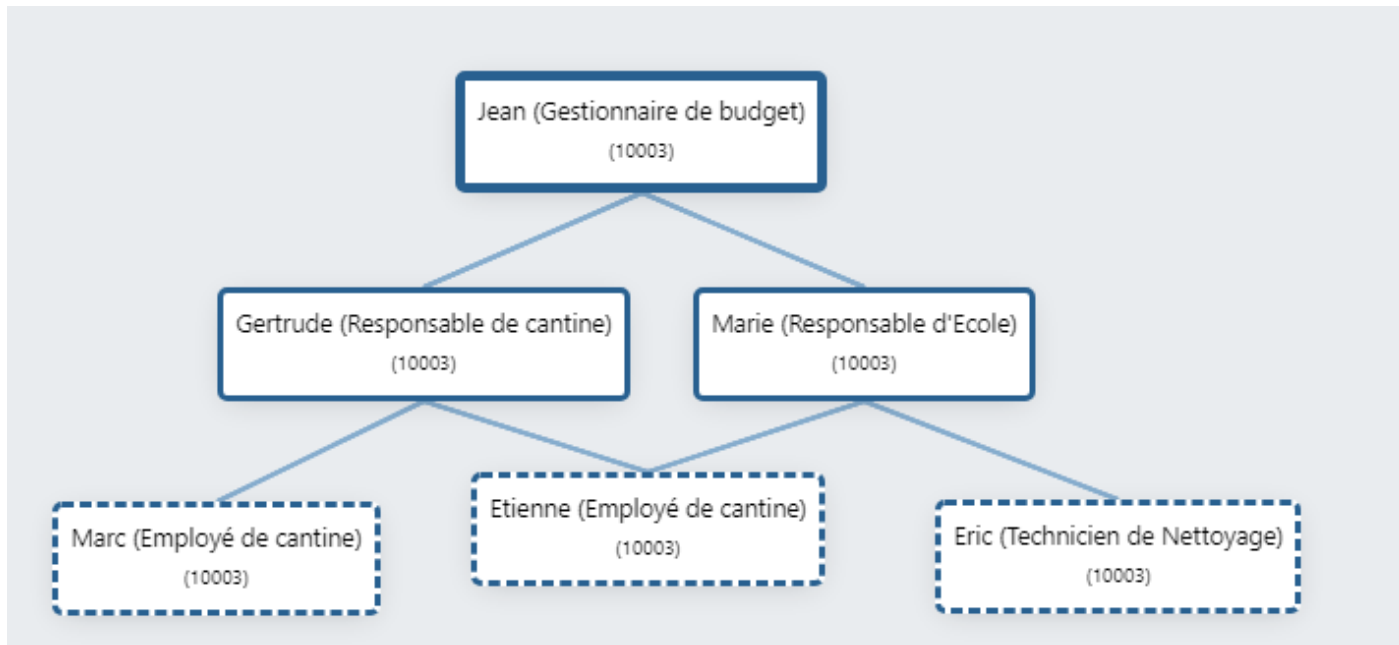 Jean (Gestionnaire de budget)
(10003)
Gertrude (Responsable de cantine)
(10003)
Marie (Responsable d'Ecole)
(10003)
Marc (Employé de cantine)
(10003)
Etienne (Employé de cantine)
(10003)
Eric (Technicien de Nettoyage)
(10003)